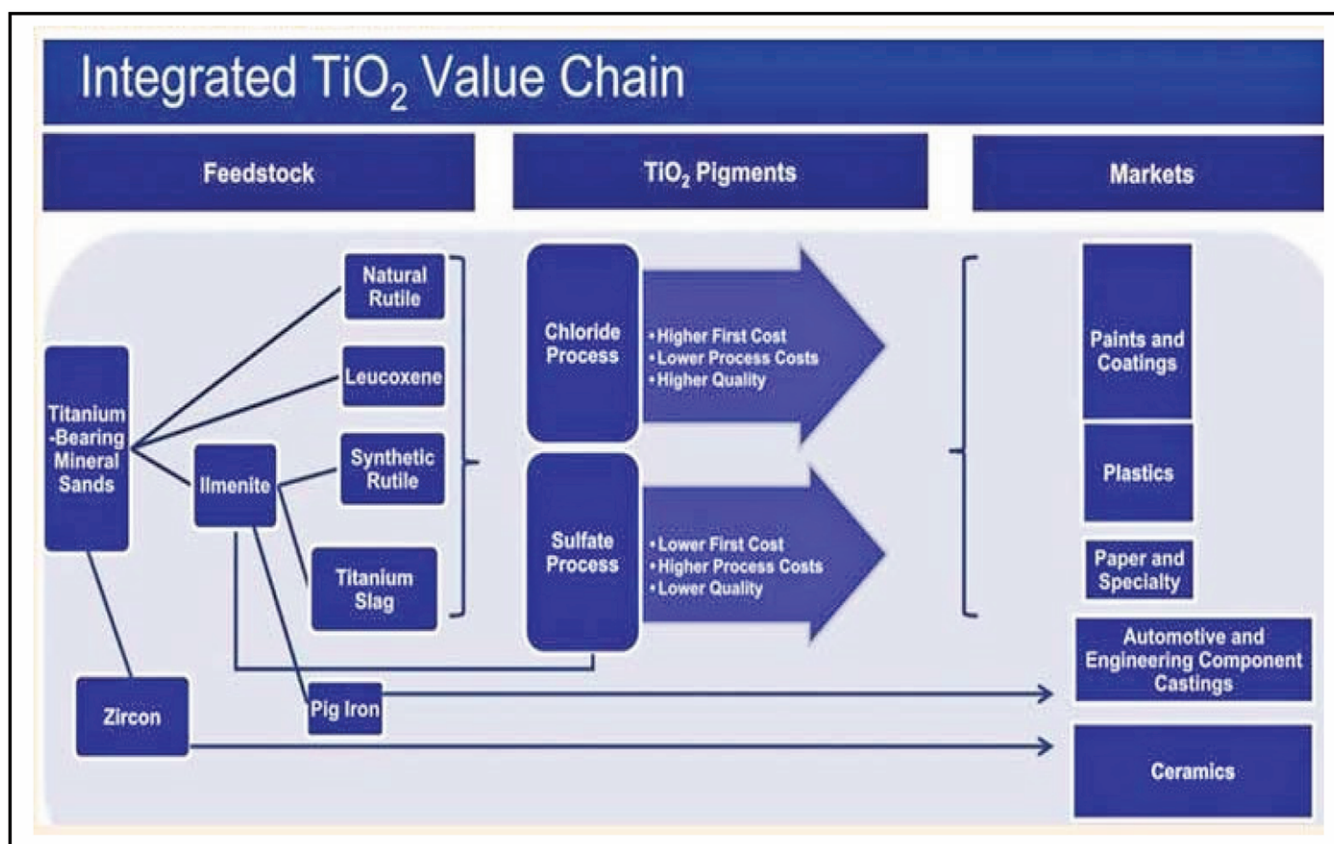 Integrated TiO₂ Value Chain
Feedstock
TiO₂ Pigments
Markets
Titanium
-Bearing
Mineral
Sands
Zircon
Ilmenite
Natural
Rutile
Leucoxene
Synthetic
Rutile
Titanium
Slag
Pig Iron
Chloride
Process
• Higher First Cost
• Lower Process Costs
• Higher Quality
Sulfate
Process
• Lower First Cost
• Higher Process Costs
• Lower Quality
Paints and
Coatings
Plastics
Paper and
Specialty
Automotive and
Engineering Component
Castings
Ceramics